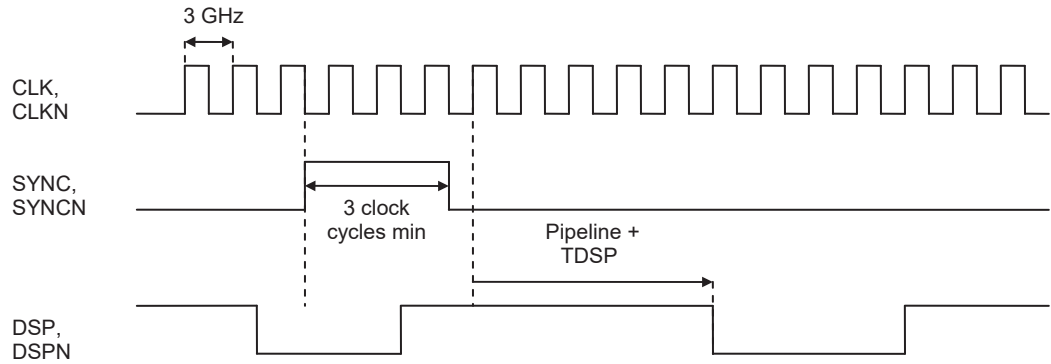 3 GHz
CLK,
CLKN
SYNC,
SYNCN
3 clock
cycles min
Pipeline +
TDSP
DSP,
DSPN